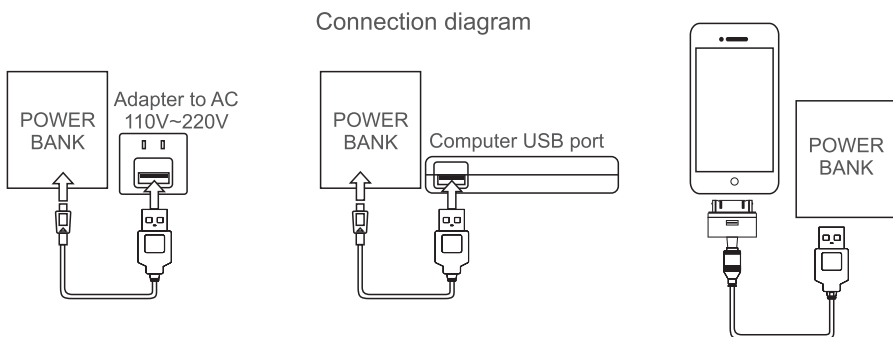 Connection diagram
POWER
BANK
Adapter to AC
110V~220V
POWER
BANK
Computer USB port
POWER
BANK